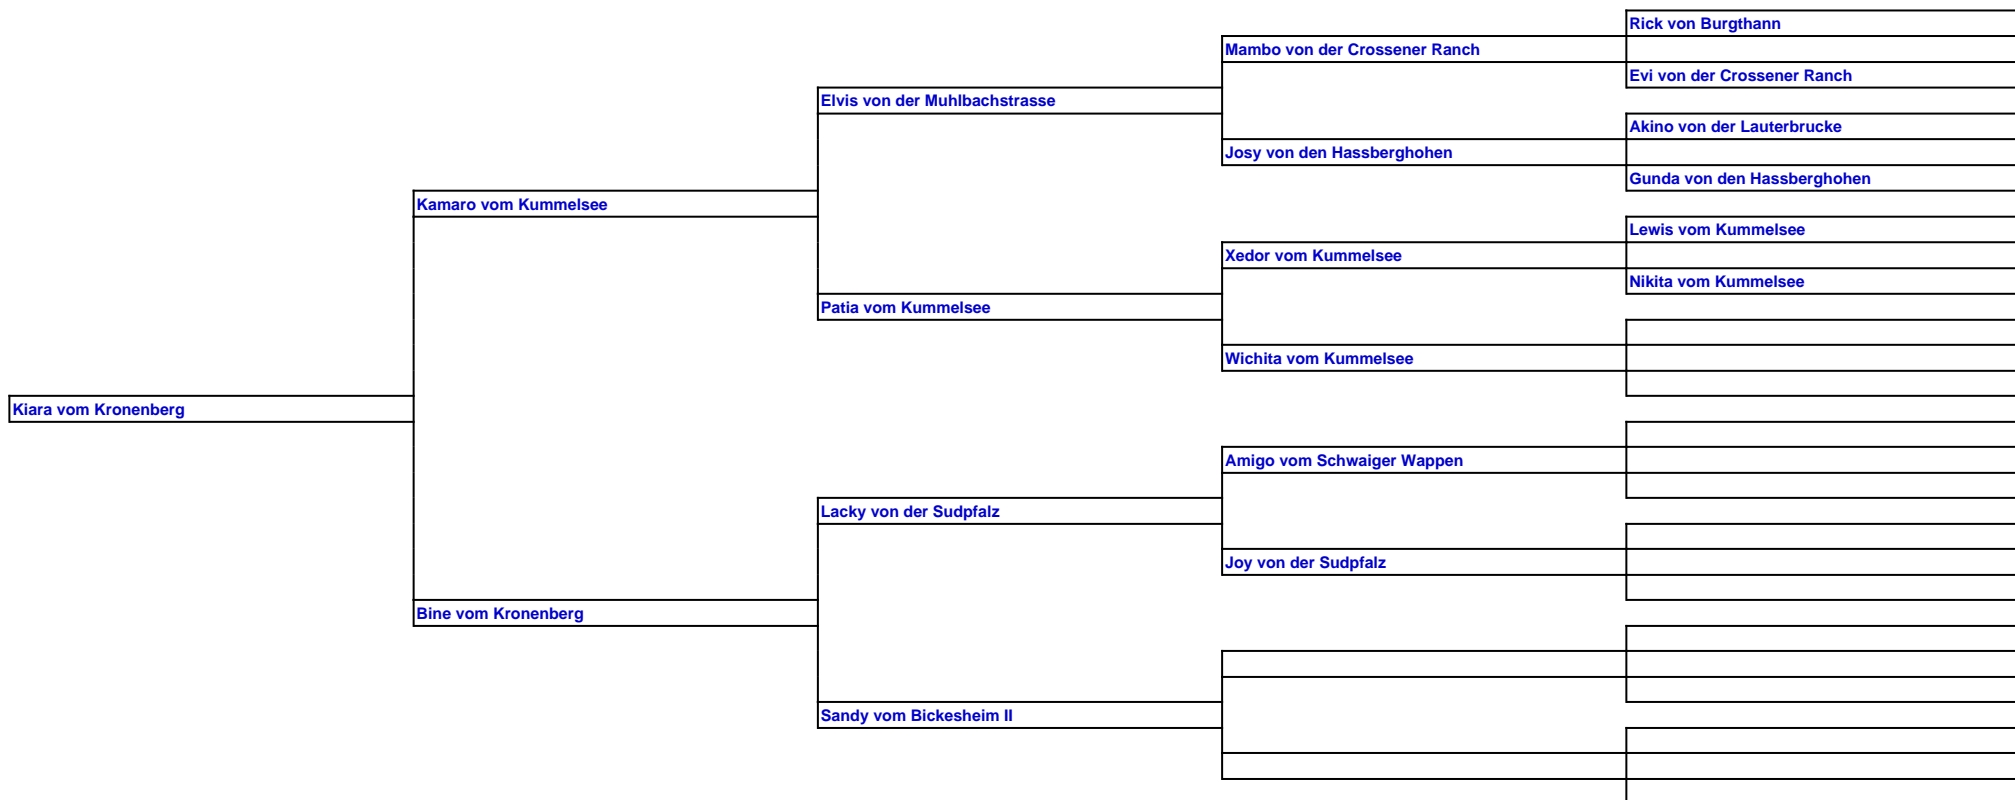 Rick von Burgthann
Mambo von der Crossener Ranch
Evi von der Crossener Ranch
Elvis von der Muhlbachstrasse
Akino von der Lauterbrucke
Josy von den Hassberghohen
Gunda von den Hassberghohen
Kamaro vom Kummelsee
Lewis vom Kummelsee
Xedor vom Kummelsee
Nikita vom Kummelsee
Patia vom Kummelsee
Wichita vom Kummelsee
Kiara vom Kronenberg
Amigo vom Schwaiger Wappen
Lacky von der Sudpfalz
Joy von der Sudpfalz
Bine vom Kronenberg
Sandy vom Bickesheim II